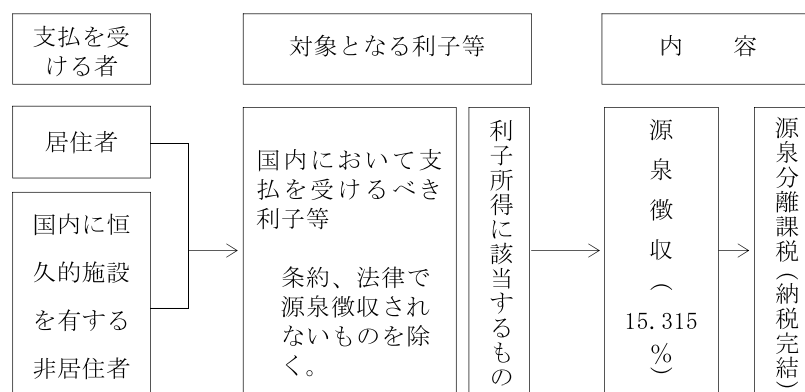 支払を受
ける者
対象となる利子等
内　　容
居住者
国内に恒
久的施設
を有する
非居住者
国内において支
払を受けるべき
利子等
条約、法律で
源泉徴収され
ないものを除
く。
利子所得に該当するもの
源泉徴収（15.315％）
源泉分離課税（納税完結）